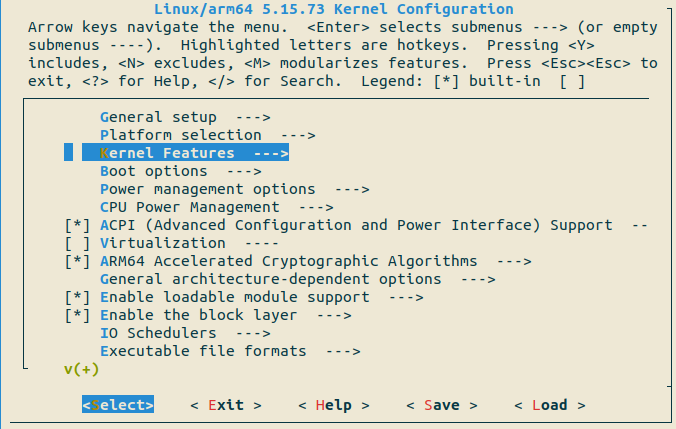 Linux/arm64 5.15.73 Kernel Configuration
Arrow keys navigate the menu.  <Enter> selects submenus ---> (or empty
submenus ----).  Highlighted letters are hotkeys.  Pressing <Y>
includes, <N> excludes, <M> modularizes features.  Press <Esc><Esc> to
exit, <?> for Help, </> for Search.  Legend: [*] built-in  [ ]
General setup  --->
Platform selection  --->
Kernel Features  --->
Boot options  --->
Power management options  --->
CPU Power Management  --->
[*] ACPI (Advanced Configuration and Power Interface) Support  --
[ ] Virtualization  ----
[*] ARM64 Accelerated Cryptographic Algorithms  --->
General architecture-dependent options  --->
[*] Enable loadable module support  --->
[*] Enable the block layer  --->
IO Schedulers  --->
Executable file formats  --->
v(+)
<Select>    < Exit >    < Help >    < Save >    < Load >